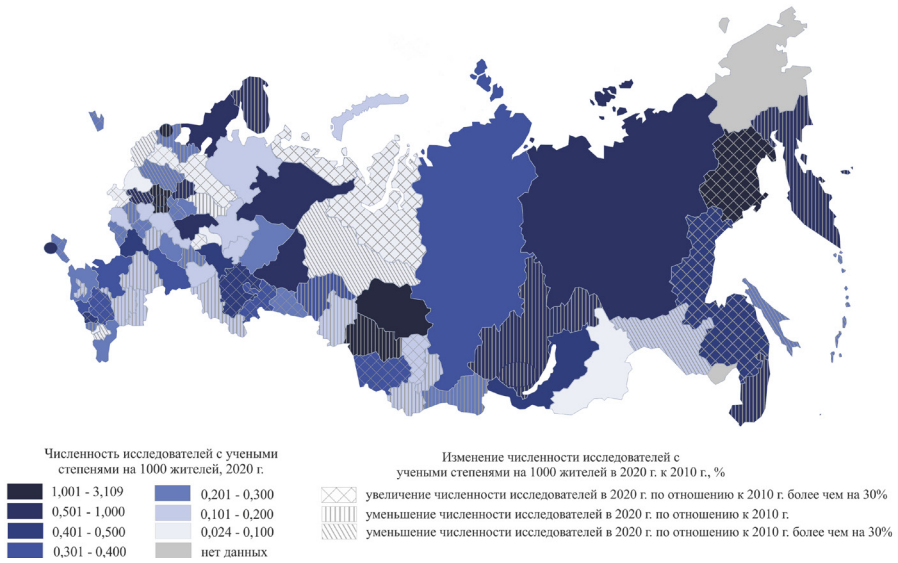 Численность исследователей с учеными
степенями на 1000 жителей, 2020 г.
1,001 - 3,109
0,501 - 1,000
0,401 - 0,500
0,301 - 0,400
0,201 - 0,300
0,101 - 0,200
0,024 - 0,100
нет данных
Изменение численности исследователей с
учеными степенями на 1000 жителей в 2020 г. к 2010 г., %
увеличение численности исследователей в 2020 г. по отношению к 2010 г. более чем на 30%
уменьшение численности исследователей в 2020 г. по отношению к 2010 г.
уменьшение численности исследователей в 2020 г. по отношению к 2010 г. более чем на 30%